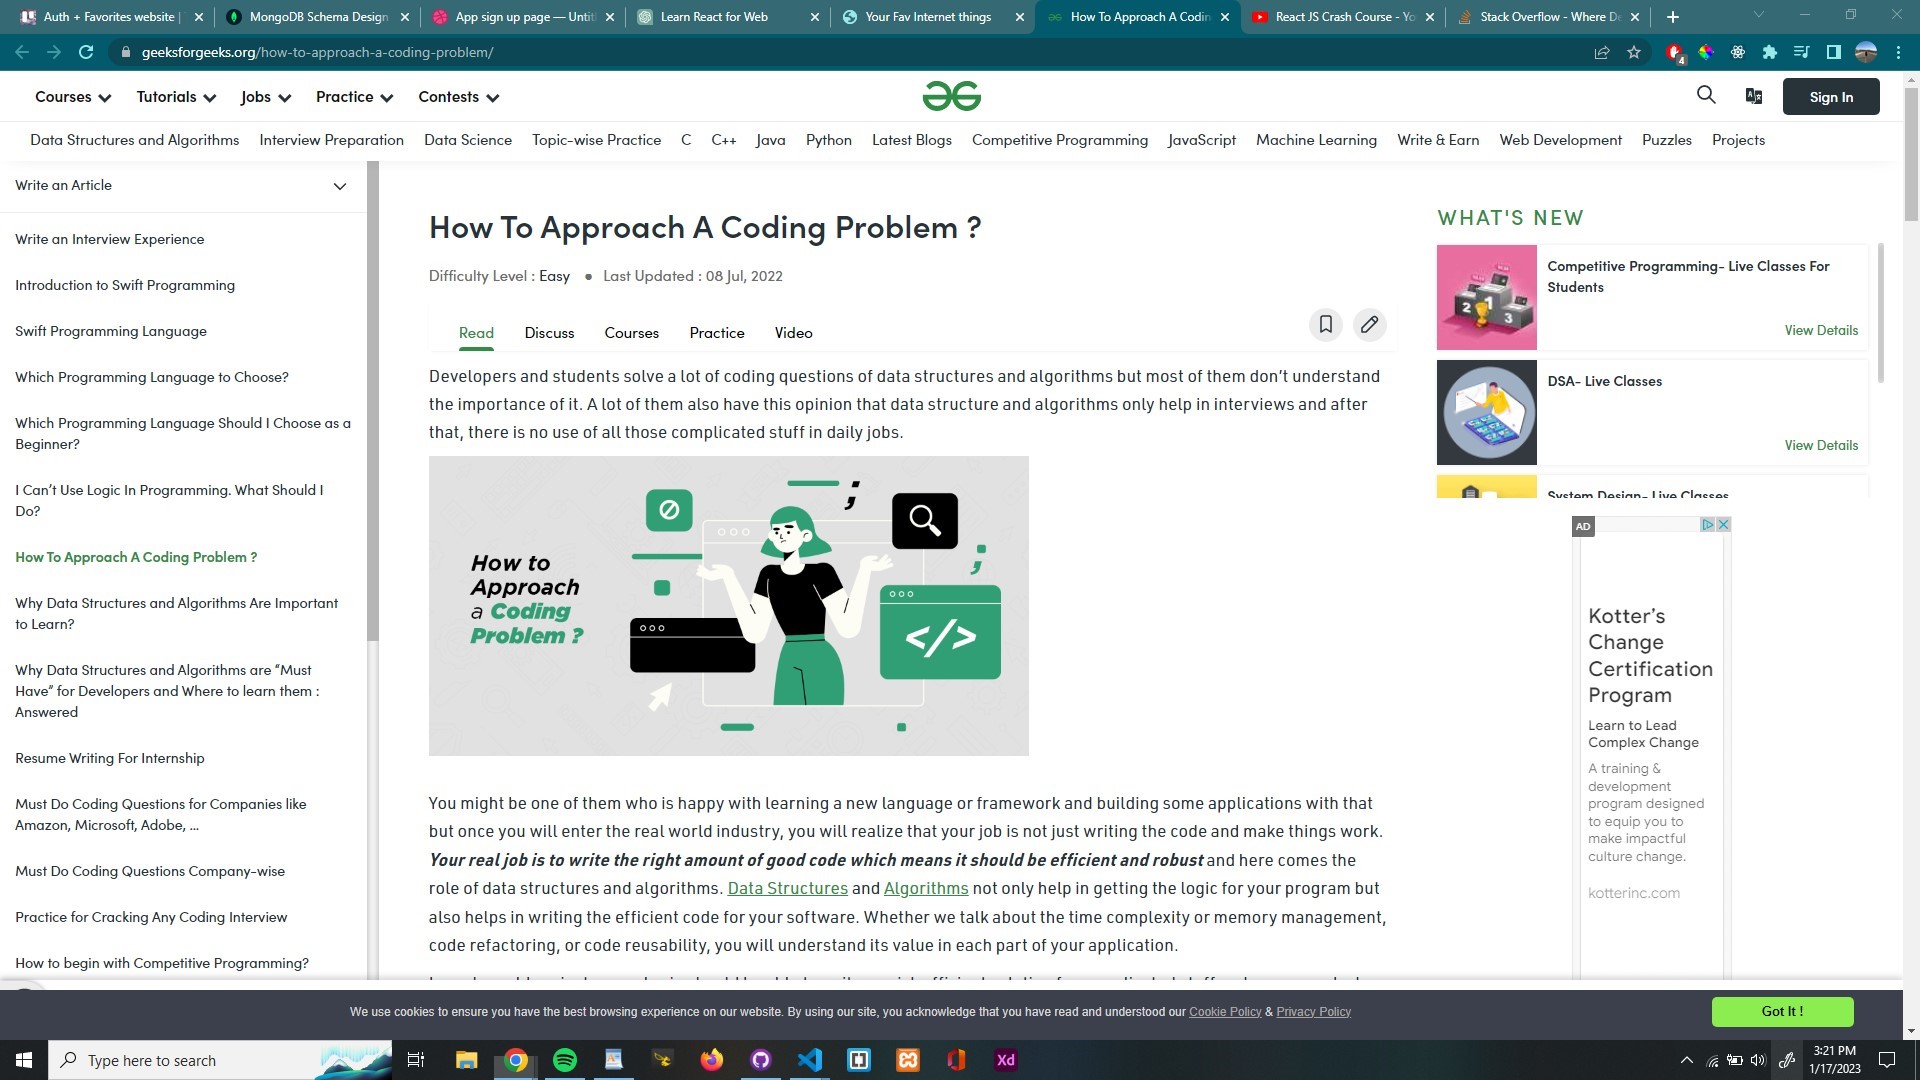 Auth + Favorites website |
MongoDB Schema Design
App sign up page — Untit
Learn React for Web
Your Fav Internet things
How To Approach A Codin
React JS Crash Course - Yo
Stack Overflow - Where De
geeksforgeeks.org/how-to-approach-a-coding-problem/
4
Courses
Tutorials
Jobs
Practice
Contests
Sign In
Data Structures and Algorithms
Interview Preparation
Data Science
Topic-wise Practice
C
C++
Java
Python
Latest Blogs
Competitive Programming
JavaScript
Machine Learning
Write & Earn
Web Development
Puzzles
Projects
Write an Article
Write an Interview Experience
Introduction to Swift Programming
Swift Programming Language
Which Programming Language to Choose?
Which Programming Language Should I Choose as a
Beginner?
I Can’t Use Logic In Programming. What Should I
Do?
How To Approach A Coding Problem ?
Why Data Structures and Algorithms Are Important
to Learn?
Why Data Structures and Algorithms are “Must
Have” for Developers and Where to learn them :
Answered
Resume Writing For Internship
Must Do Coding Questions for Companies like
Amazon, Microsoft, Adobe, ...
Must Do Coding Questions Company-wise
Practice for Cracking Any Coding Interview
How to begin with Competitive Programming?
How To Approach A Coding Problem ?
Difficulty Level : Easy ● Last Updated : 08 Jul, 2022
Read
Discuss
Courses
Practice
Video
Developers and students solve a lot of coding questions of data structures and algorithms but most of them don’t understand
the importance of it. A lot of them also have this opinion that data structure and algorithms only help in interviews and after
that, there is no use of all those complicated stuff in daily jobs.
How to
Approach
a Coding
Problem ?
;
;
</>
You might be one of them who is happy with learning a new language or framework and building some applications with that
but once you will enter the real world industry, you will realize that your job is not just writing the code and make things work.
Your real job is to write the right amount of good code which means it should be efficient and robust and here comes the
role of data structures and algorithms. Data Structures and Algorithms not only help in getting the logic for your program but
also helps in writing the efficient code for your software. Whether we talk about the time complexity or memory management,
code refactoring, or code reusability, you will understand its value in each part of your application.
WHAT'S NEW
2 1 3
Competitive Programming- Live Classes For
Students
View Details
DSA- Live Classes
View Details
System Design- Live Classes
AD
Kotter’s
Change
Certification
Program
Learn to Lead
Complex Change
A training &
development
program designed
to equip you to
make impactful
culture change.
kotterinc.com
We use cookies to ensure you have the best browsing experience on our website. By using our site, you acknowledge that you have read and understood our Cookie Policy & Privacy Policy
Got It !
Type here to search
Xd
3:21 PM
1/17/2023